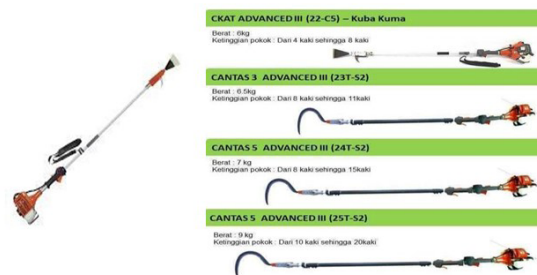 CKAT ADVANCED III (22-C5) – Kuba Kuma
Berat : 6kg
Ketinggian pokok : Dari 4 kaki sehingga 8 kaki
CANTAS 3 ADVANCED III (23T-S2)
Berat : 6.5kg
Ketinggian pokok : Dari 8 kaki sehingga 11kaki
CANTAS 5 ADVANCED III (24T-S2)
Berat : 7 kg
Ketinggian pokok : Dari 8 kaki sehingga 15kaki
CANTAS 5 ADVANCED III (25T-S2)
Berat : 9 kg
Ketinggian pokok : Dari 10 kaki sehingga 20kaki